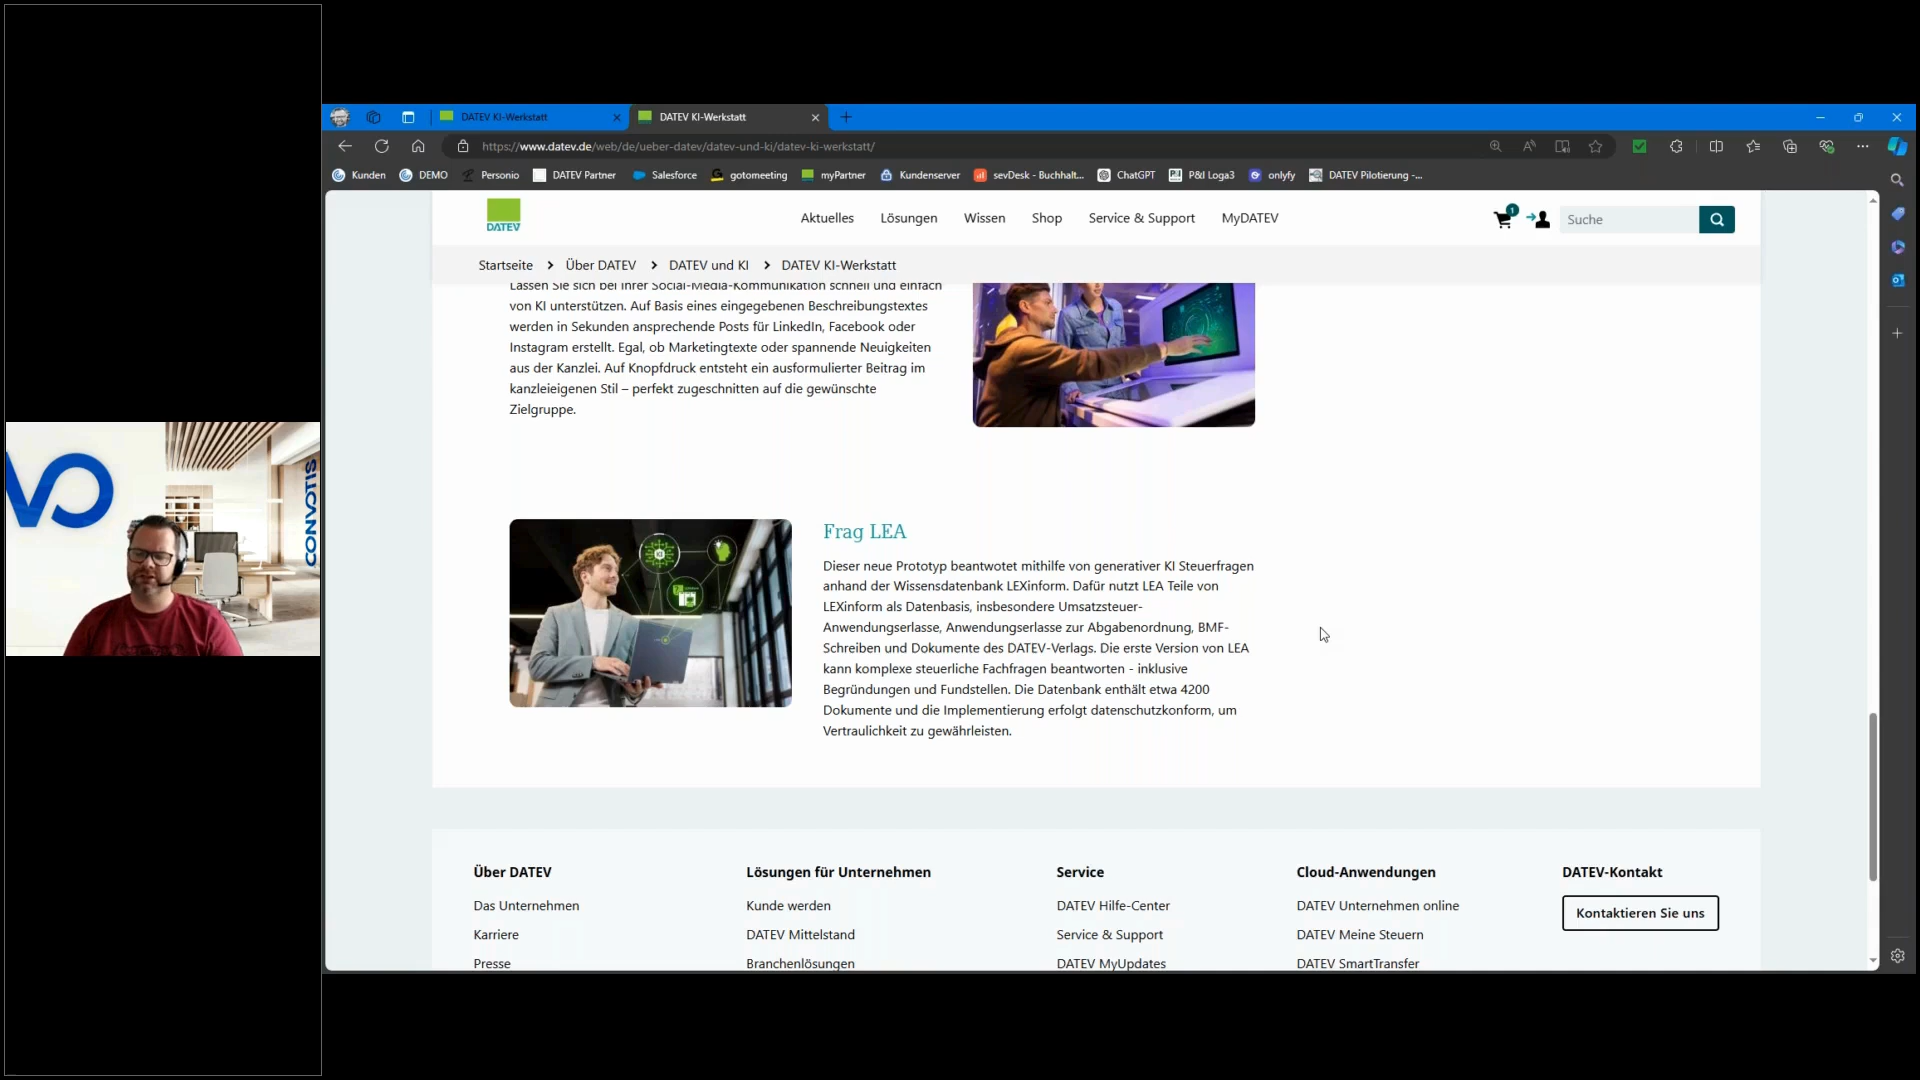 DATEV KI-Werkstatt
DATEV KI-Werkstatt
https://www.datev.de/web/de/ueber-datev/datev-und-ki/datev-ki-werkstatt/
Kunden DEMO Personio DATEV Partner Salesforce gotomeeting myPartner Kundenserver sevDesk - Buchhalt... ChatGPT P&I Loga3 onlyfy DATEV Pilotierung -...
DATEV
Aktuelles Lösungen Wissen Shop Service & Support MyDATEV
1
Suche
Startseite > Über DATEV > DATEV und KI > DATEV KI-Werkstatt
Lassen Sie sich bei Ihrer Social-Media-Kommunikation schnell und einfach
von KI unterstützen. Auf Basis eines eingegebenen Beschreibungstextes
werden in Sekunden ansprechende Posts für LinkedIn, Facebook oder
Instagram erstellt. Egal, ob Marketingtexte oder spannende Neuigkeiten
aus der Kanzlei. Auf Knopfdruck entsteht ein ausformulierter Beitrag im
kanzleieigenen Stil – perfekt zugeschnitten auf die gewünschte
Zielgruppe.
VO
CONVOTIS
Frag LEA
Dieser neue Prototyp beantwotet mithilfe von generativer KI Steuerfragen
anhand der Wissensdatenbank LEXinform. Dafür nutzt LEA Teile von
LEXinform als Datenbasis, insbesondere Umsatzsteuer-
Anwendungserlasse, Anwendungserlasse zur Abgabenordnung, BMF-
Schreiben und Dokumente des DATEV-Verlags. Die erste Version von LEA
kann komplexe steuerliche Fachfragen beantworten - inklusive
Begründungen und Fundstellen. Die Datenbank enthält etwa 4200
Dokumente und die Implementierung erfolgt datenschutzkonform, um
Vertraulichkeit zu gewährleisten.
Über DATEV
Das Unternehmen
Karriere
Presse
Lösungen für Unternehmen
Kunde werden
DATEV Mittelstand
Branchenlösungen
Service
DATEV Hilfe-Center
Service & Support
DATEV MyUpdates
Cloud-Anwendungen
DATEV Unternehmen online
DATEV Meine Steuern
DATEV SmartTransfer
DATEV-Kontakt
Kontaktieren Sie uns